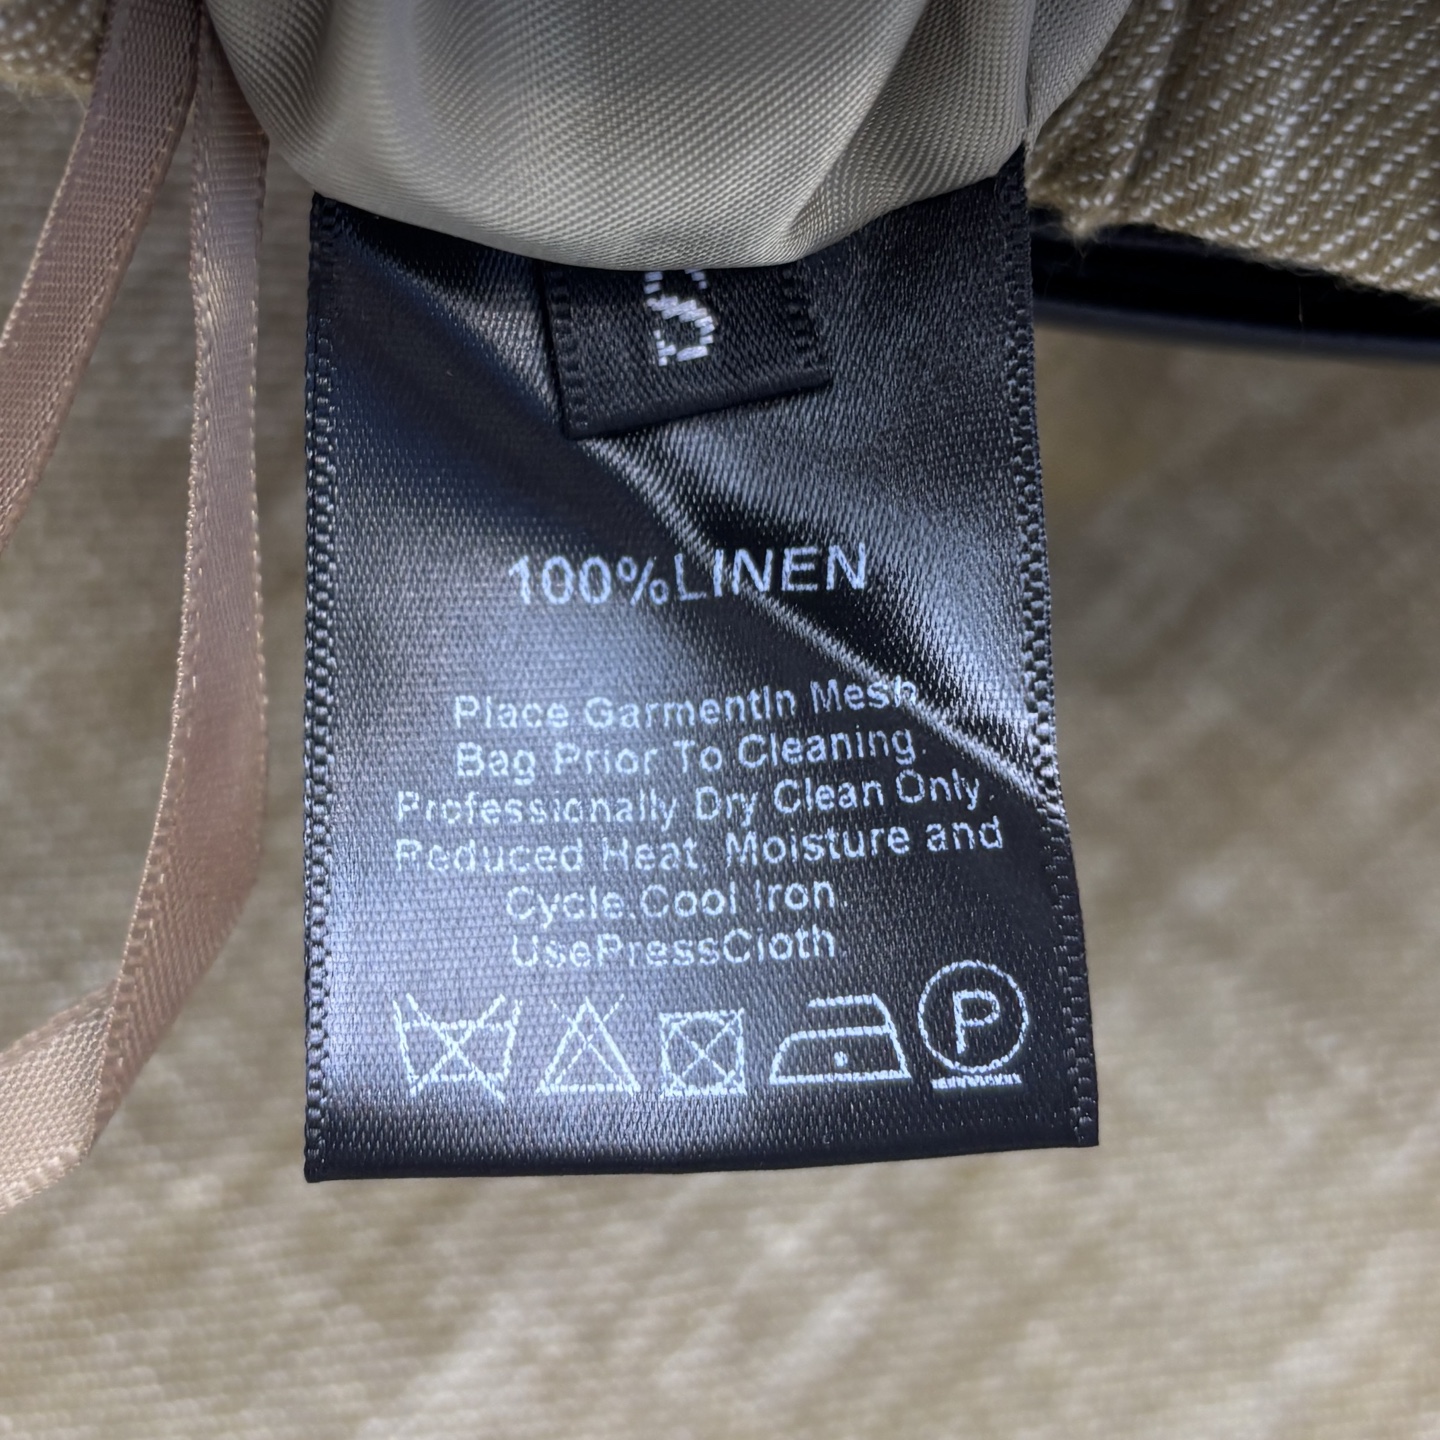 S
100%LINEN
Place GarmentIn Mesh
Bag Prior To Cleaning.
Professionally Dry Clean Only.
Reduced Heat, Moisture and
Cycle.Cool Iron.
UsePressCloth.
P